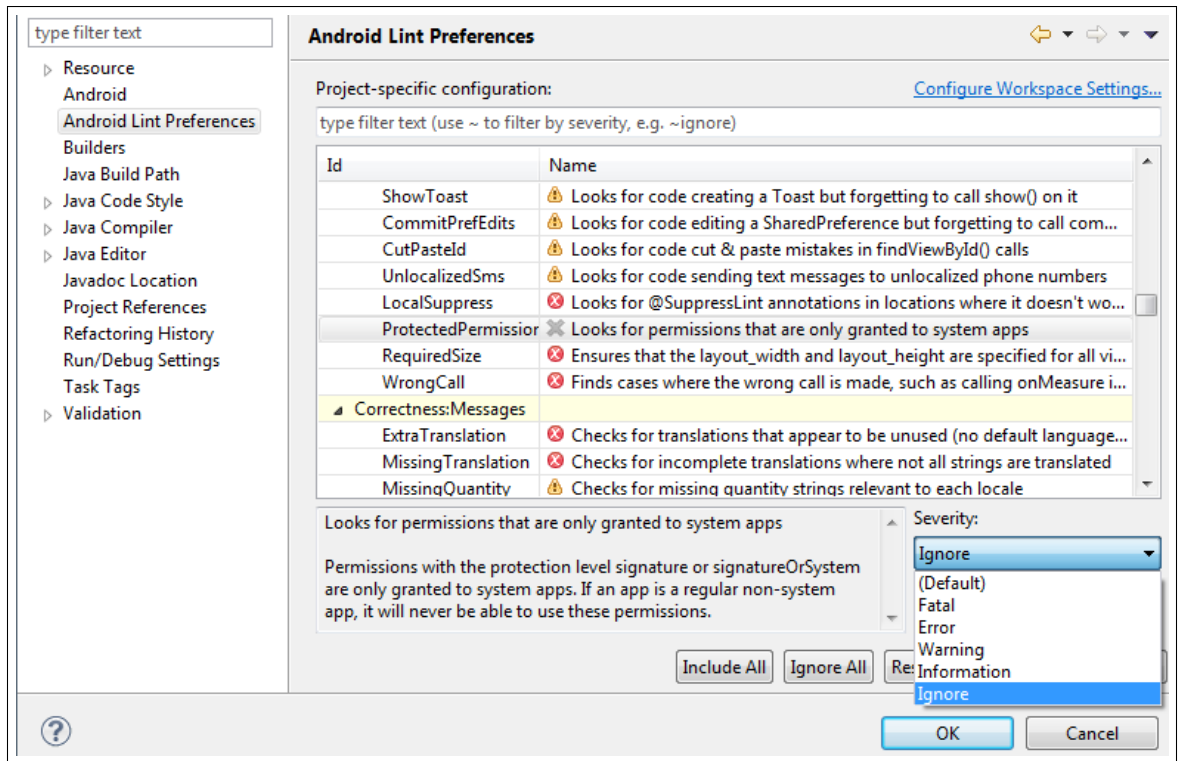 type filter text
Resource
Android
Android Lint Preferences
Builders
Java Build Path
Java Code Style
Java Compiler
Java Editor
Javadoc Location
Project References
Refactoring History
Run/Debug Settings
Task Tags
Validation
Android Lint Preferences
Project-specific configuration: Configure Workspace Settings...
type filter text (use ~ to filter by severity, e.g. ~ignore)
Id Name
ShowToast Looks for code creating a Toast but forgetting to call show() on it
CommitPrefEdits Looks for code editing a SharedPreference but forgetting to call com...
CutPasteId Looks for code cut & paste mistakes in findViewById() calls
UnlocalizedSms Looks for code sending text messages to unlocalized phone numbers
LocalSuppress Looks for @SuppressLint annotations in locations where it doesn't wo...
ProtectedPermission Looks for permissions that are only granted to system apps
RequiredSize Ensures that the layout_width and layout_height are specified for all vi...
WrongCall Finds cases where the wrong call is made, such as calling onMeasure i...
Correctness:Messages
ExtraTranslation Checks for translations that appear to be unused (no default language...
MissingTranslation Checks for incomplete translations where not all strings are translated
MissingQuantity Checks for missing quantity strings relevant to each locale
Looks for permissions that are only granted to system apps
Permissions with the protection level signature or signatureOrSystem
are only granted to system apps. If an app is a regular non-system
app, it will never be able to use these permissions.
Severity:
Ignore
(Default)
Fatal
Error
Warning
Information
Ignore
Include All Ignore All
OK Cancel